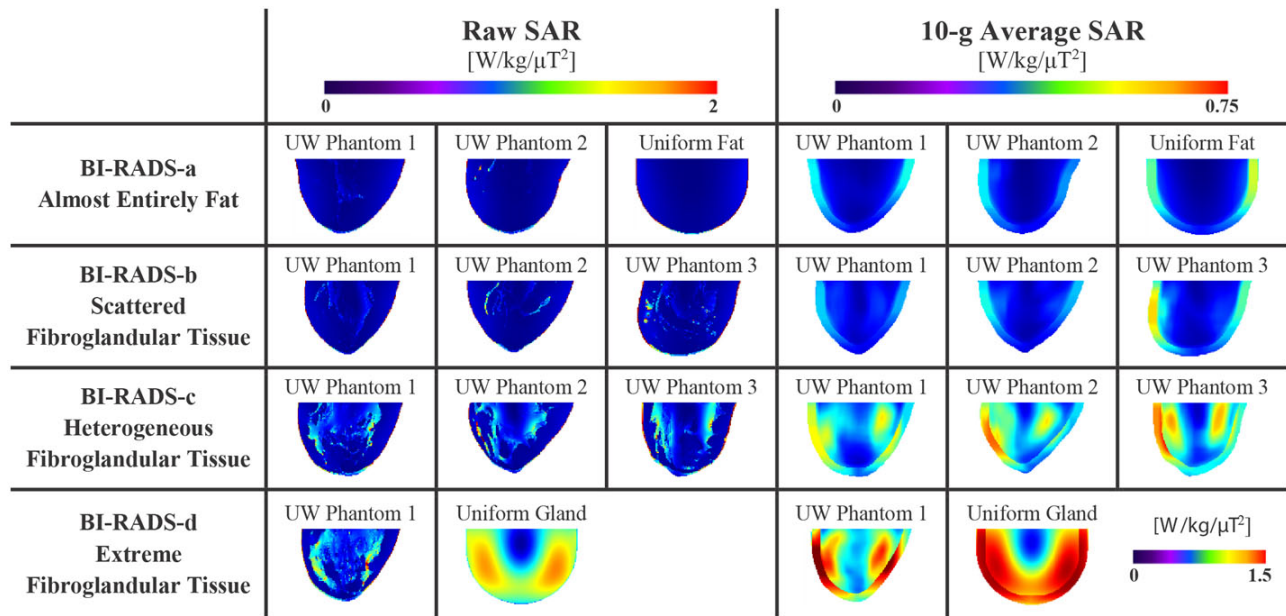 Raw SAR
[W/kg/μT²]
0 2
10-g Average SAR
[W/kg/μT²]
0 0.75
BI-RADS-a
Almost Entirely Fat
UW Phantom 1 UW Phantom 2 Uniform Fat UW Phantom 1 UW Phantom 2 Uniform Fat
BI-RADS-b
Scattered
Fibroglandular Tissue
UW Phantom 1 UW Phantom 2 UW Phantom 3 UW Phantom 1 UW Phantom 2 UW Phantom 3
BI-RADS-c
Heterogeneous
Fibroglandular Tissue
UW Phantom 1 UW Phantom 2 UW Phantom 3 UW Phantom 1 UW Phantom 2 UW Phantom 3
BI-RADS-d
Extreme
Fibroglandular Tissue
UW Phantom 1 Uniform Gland UW Phantom 1 Uniform Gland
[W/kg/μT²]
0 1.5